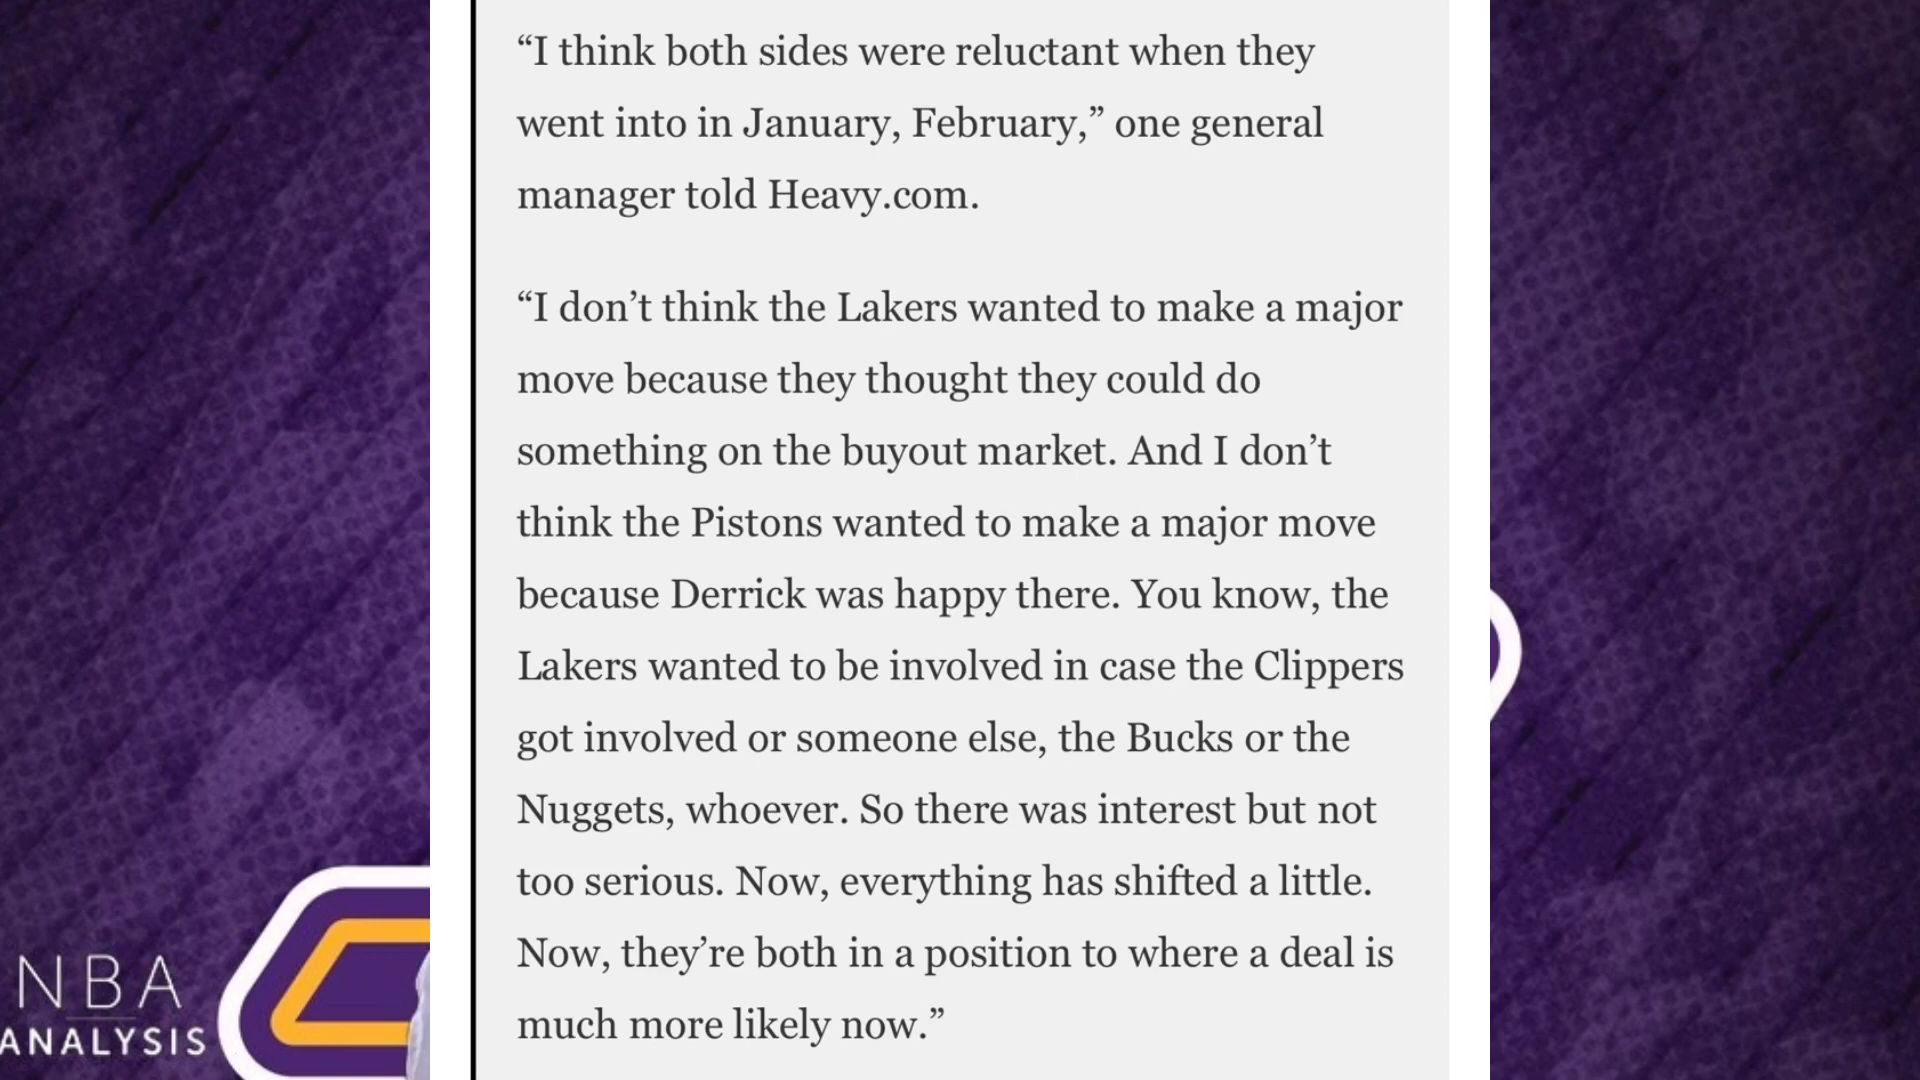 “I think both sides were reluctant when they
went into in January, February,” one general
manager told Heavy.com.
“I don’t think the Lakers wanted to make a major
move because they thought they could do
something on the buyout market. And I don’t
think the Pistons wanted to make a major move
because Derrick was happy there. You know, the
Lakers wanted to be involved in case the Clippers
got involved or someone else, the Bucks or the
Nuggets, whoever. So there was interest but not
too serious. Now, everything has shifted a little.
Now, they’re both in a position to where a deal is
much more likely now.”
NBA
ANALYSIS